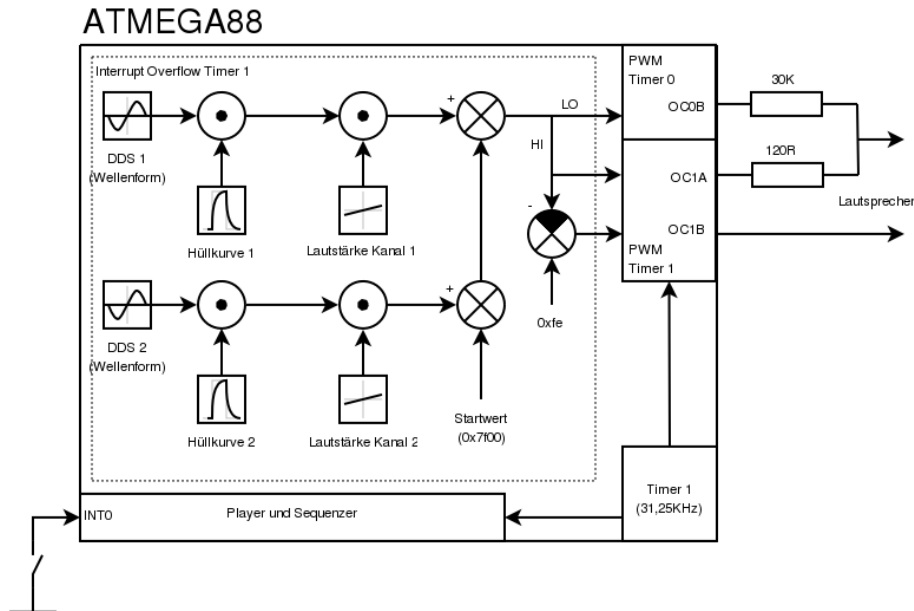 ATMEGA88
Interrupt Overflow Timer 1
PWM
Timer 0
OC0B
30K
+
LO
HI
DDS 1
(Wellenform)
Hüllkurve 1
Lautstärke Kanal 1
120R
OC1A
Lautsprecher
-
OC1B
PWM
Timer 1
+
0xfe
DDS 2
(Wellenform)
Hüllkurve 2
Lautstärke Kanal 2
Startwert
(0x7f00)
Timer 1
(31,25KHz)
INT0
Player und Sequenzer